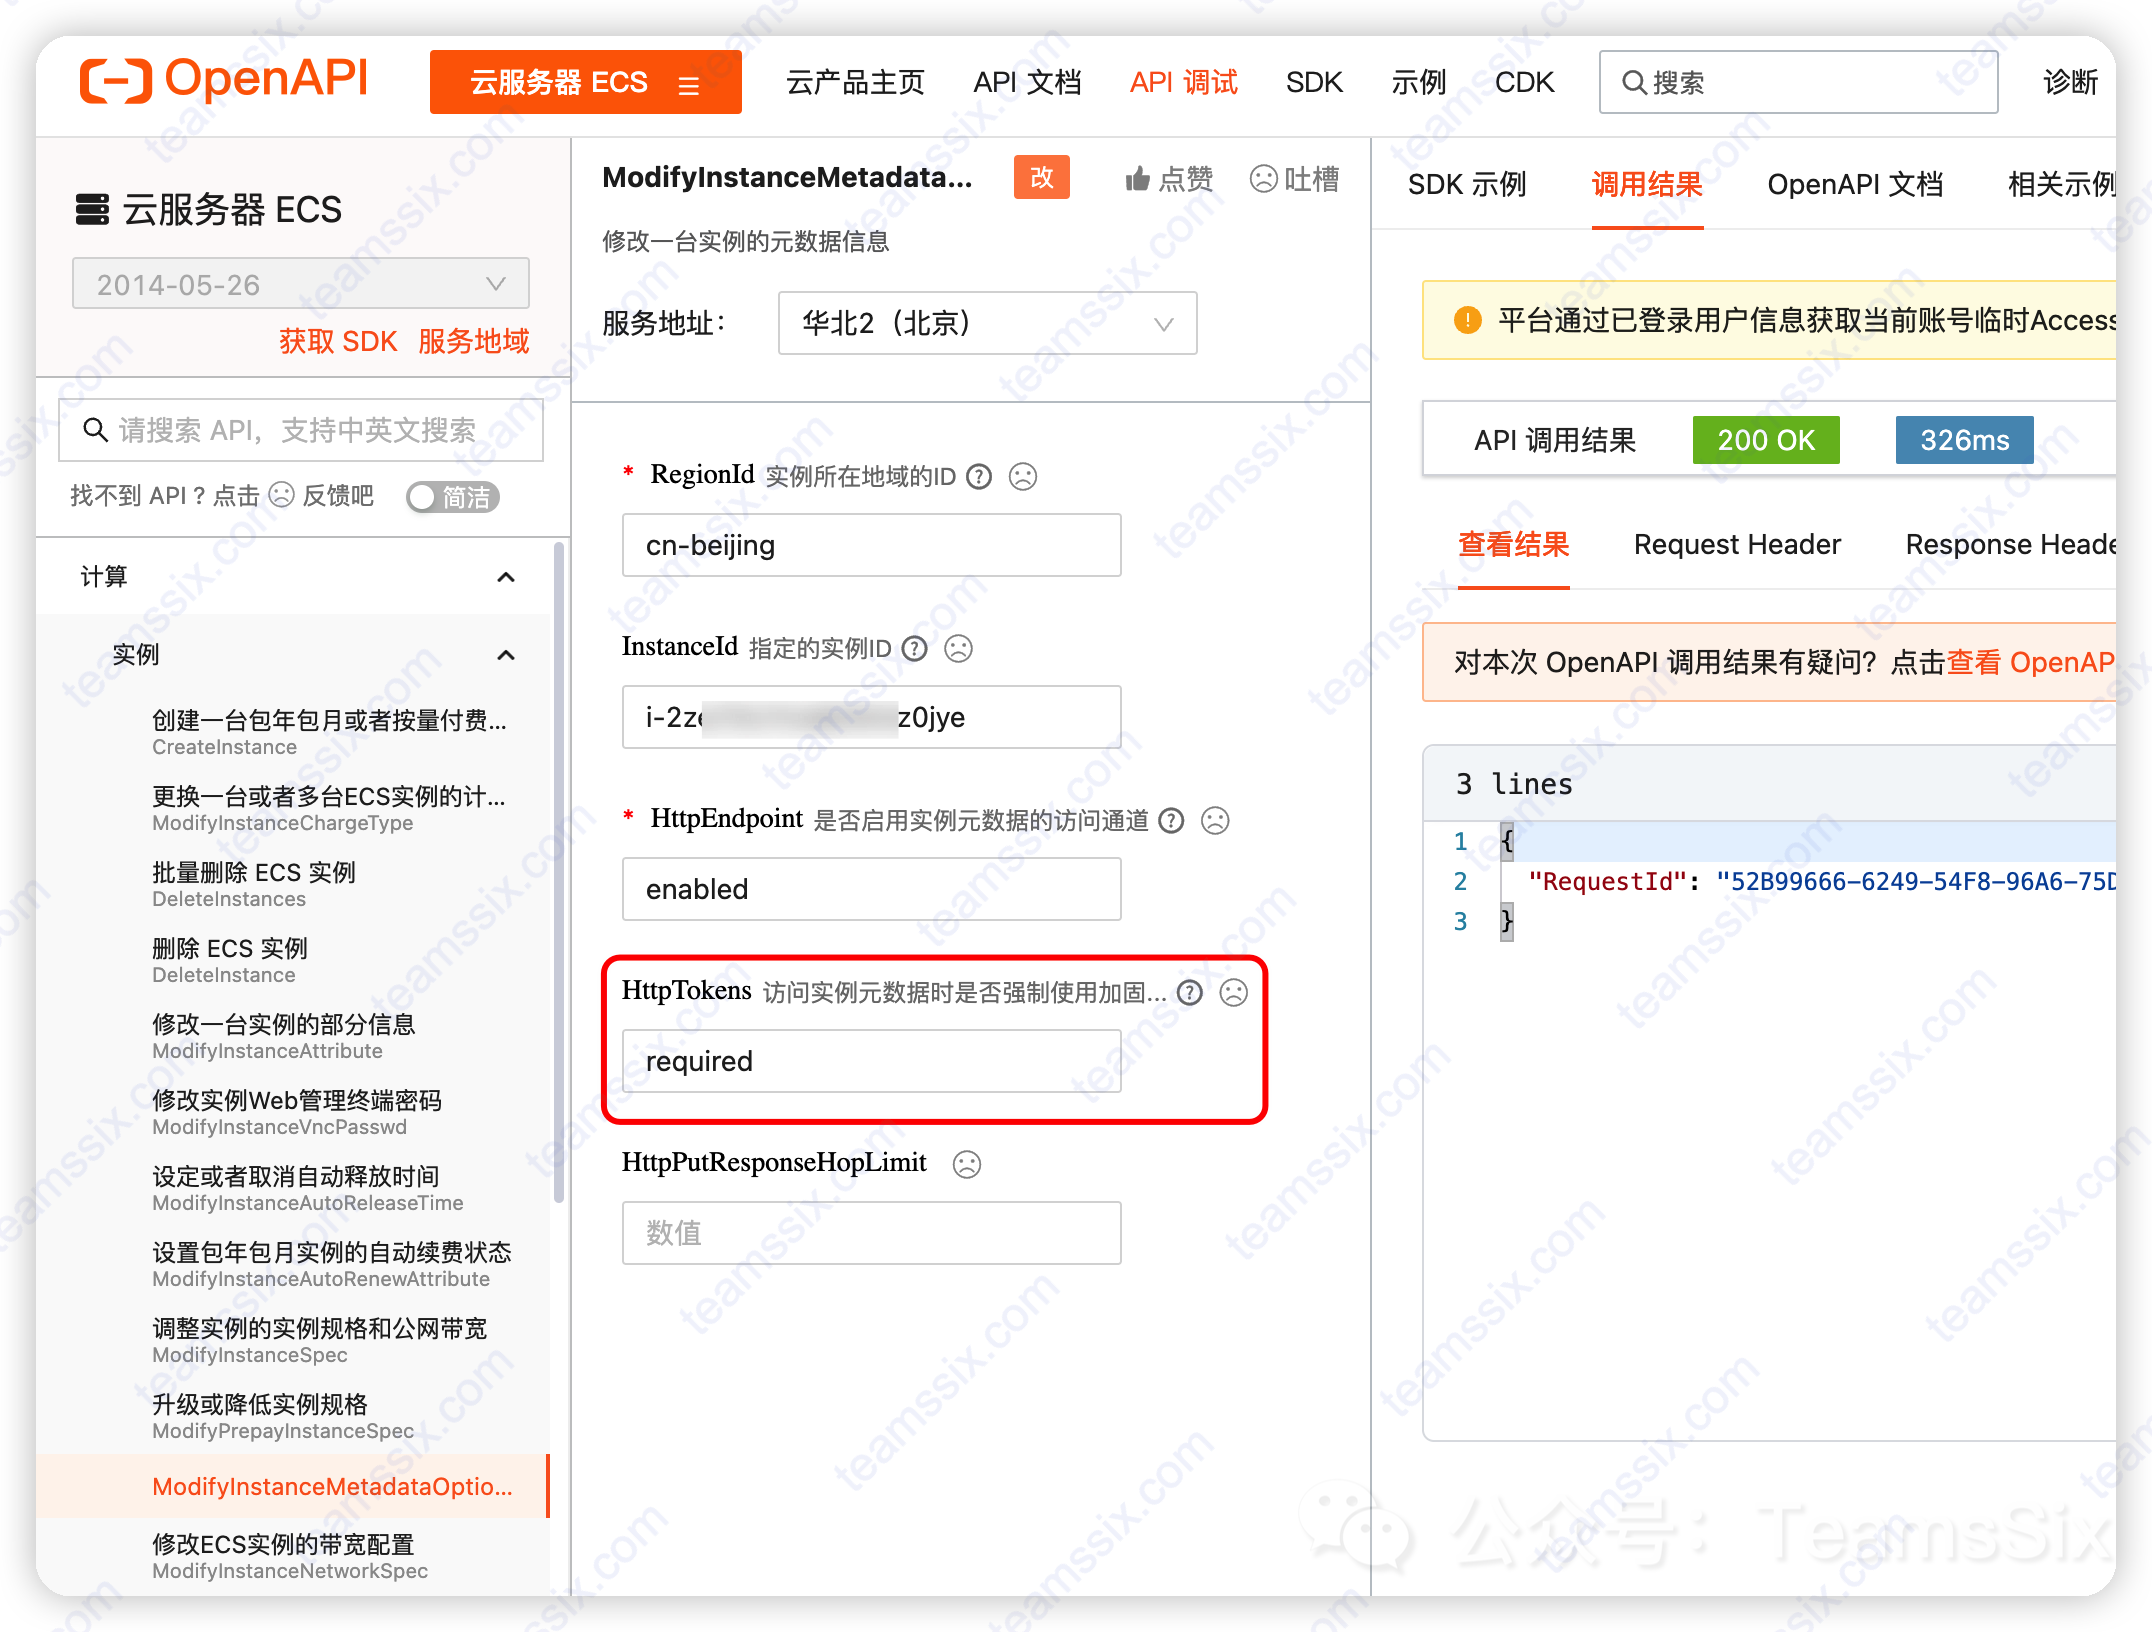 OpenAPI
云服务器 ECS
云产品主页
API 文档
API 调试
SDK
示例
CDK
搜索
诊断
云服务器 ECS
2014-05-26
获取 SDK 服务地域
请搜索 API，支持中英文搜索
找不到 API ? 点击 反馈吧
简洁
计算
实例
创建一台包年包月或者按量付费...
CreateInstance
更换一台或者多台ECS实例的计...
ModifyInstanceChargeType
批量删除 ECS 实例
DeleteInstances
删除 ECS 实例
DeleteInstance
修改一台实例的部分信息
ModifyInstanceAttribute
修改实例Web管理终端密码
ModifyInstanceVncPasswd
设定或者取消自动释放时间
ModifyInstanceAutoReleaseTime
设置包年包月实例的自动续费状态
ModifyInstanceAutoRenewAttribute
调整实例的实例规格和公网带宽
ModifyInstanceSpec
升级或降低实例规格
ModifyPrepayInstanceSpec
ModifyInstanceMetadataOptio...
修改ECS实例的带宽配置
ModifyInstanceNetworkSpec
ModifyInstanceMetadata...
改
点赞
吐槽
修改一台实例的元数据信息
服务地址：
华北2（北京）
* RegionId 实例所在地域的ID
cn-beijing
InstanceId 指定的实例ID
i-2ze z0jye
* HttpEndpoint 是否启用实例元数据的访问通道
enabled
HttpTokens 访问实例元数据时是否强制使用加固...
required
HttpPutResponseHopLimit
数值
SDK 示例
调用结果
OpenAPI 文档
相关示例
平台通过已登录用户信息获取当前账号临时Access
API 调用结果
200 OK
326ms
查看结果
Request Header
Response Heade
对本次 OpenAPI 调用结果有疑问？点击查看 OpenAP
3 lines
1 {
2 "RequestId": "52B99666-6249-54F8-96A6-75D
3 }
公众号：TeamsSix
teamssix.com